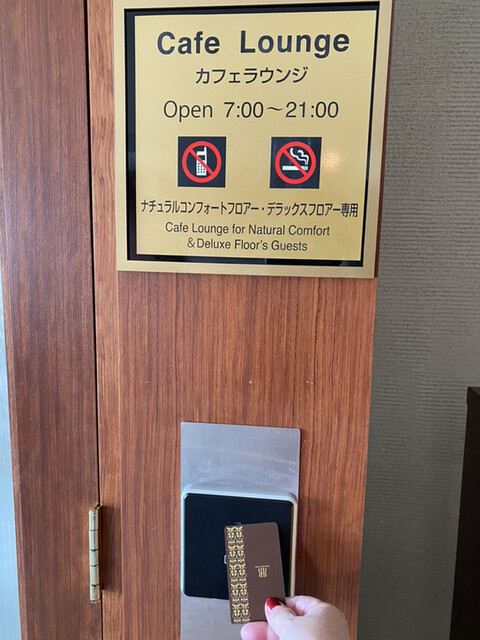 Cafe Lounge
カフェラウンジ
Open 7:00〜21:00
ナチュラルコンフォートフロアー・デラックスフロアー専用
Cafe Lounge for Natural Comfort
& Deluxe Floor's Guests